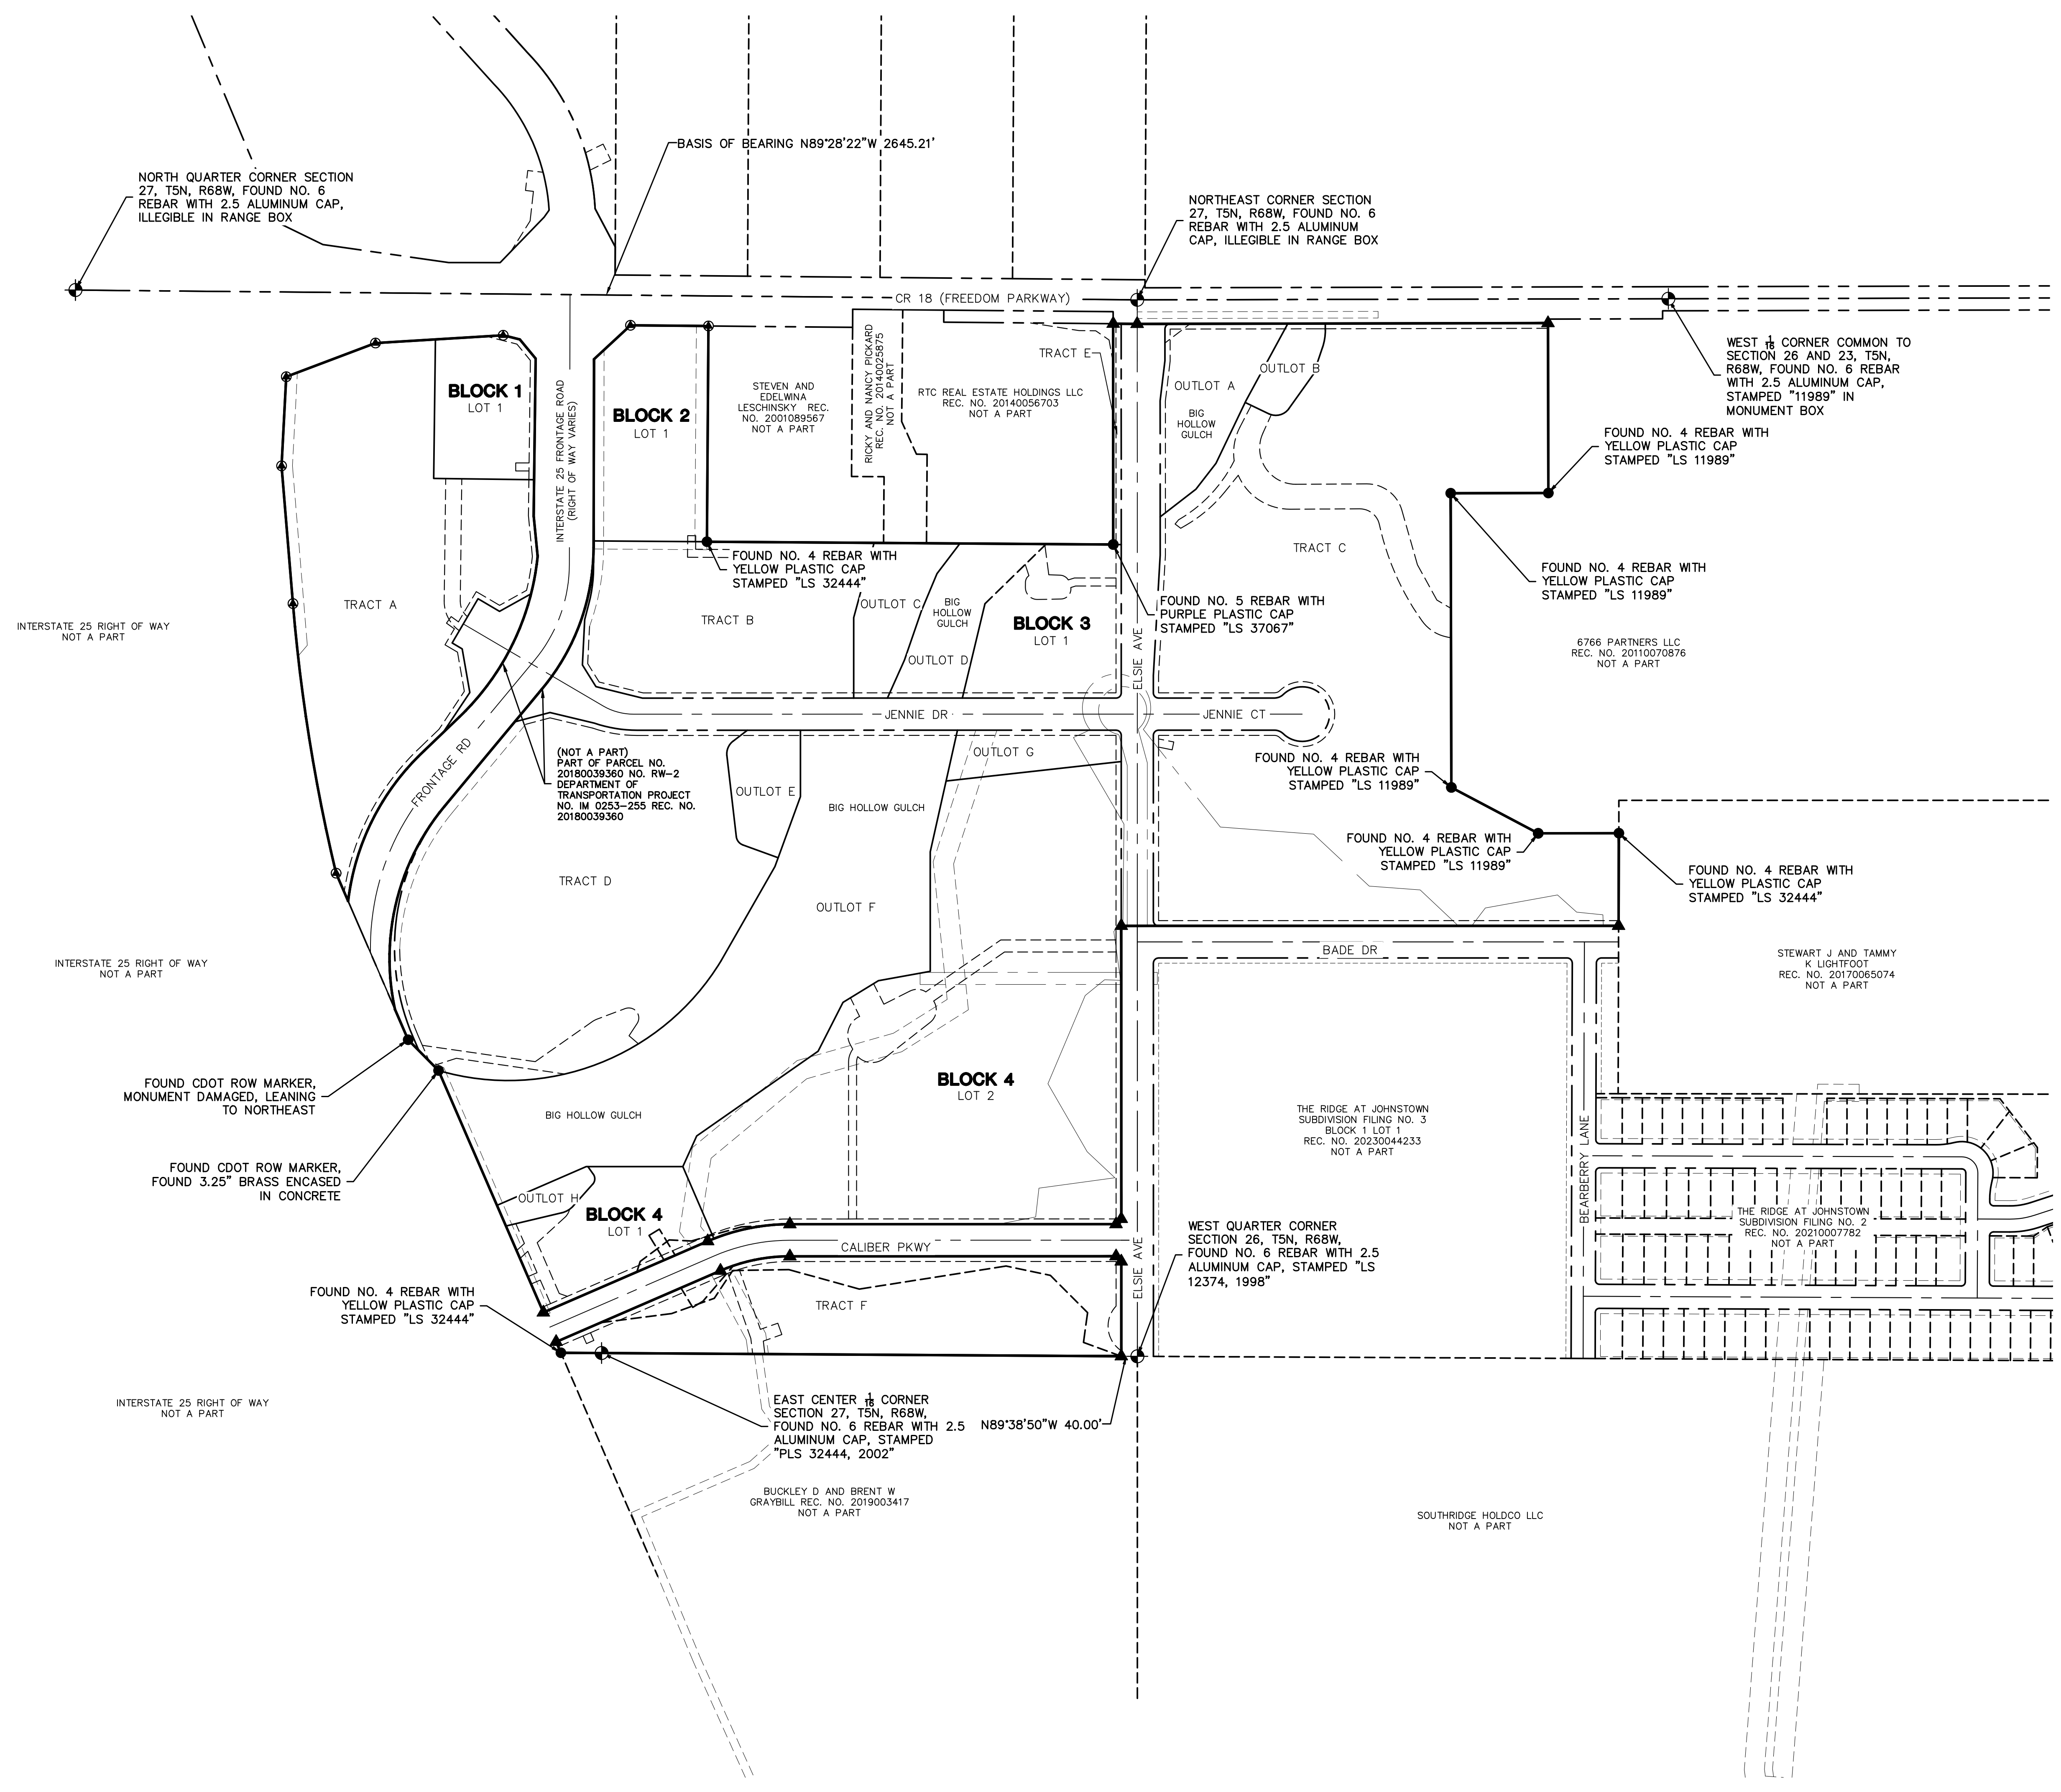 BASIS OF BEARING N89°28'22"W 2645.21'
NORTH QUARTER CORNER SECTION
27, T5N, R68W, FOUND NO. 6
REBAR WITH 2.5 ALUMINUM CAP,
ILLEGIBLE IN RANGE BOX
NORTHEAST CORNER SECTION
27, T5N, R68W, FOUND NO. 6
REBAR WITH 2.5 ALUMINUM
CAP, ILLEGIBLE IN RANGE BOX
CR 18 (FREEDOM PARKWAY)
WEST 1/16 CORNER COMMON TO
SECTION 26 AND 23, T5N,
R68W, FOUND NO. 6 REBAR
WITH 2.5 ALUMINUM CAP,
STAMPED "11989" IN
MONUMENT BOX
BLOCK 1
LOT 1
INTERSTATE 25 FRONTAGE ROAD
(RIGHT OF WAY VARIES)
BLOCK 2
LOT 1
STEVEN AND
EDELWINA
LESCHINSKY REC.
NO. 2001089567
NOT A PART
RICKY AND NANCY PICKARD
REC. NO. 20140025875
NOT A PART
RTC REAL ESTATE HOLDINGS LLC
REC. NO. 20140056703
NOT A PART
TRACT E
OUTLOT A
BIG
HOLLOW
GULCH
OUTLOT B
FOUND NO. 4 REBAR WITH
YELLOW PLASTIC CAP
STAMPED "LS 11989"
TRACT C
FOUND NO. 4 REBAR WITH
YELLOW PLASTIC CAP
STAMPED "LS 11989"
FOUND NO. 4 REBAR WITH
YELLOW PLASTIC CAP
STAMPED "LS 32444"
TRACT A
TRACT B
OUTLOT C
BIG
HOLLOW
GULCH
OUTLOT D
BLOCK 3
LOT 1
FOUND NO. 5 REBAR WITH
PURPLE PLASTIC CAP
STAMPED "LS 37067"
ELSIE AVE
INTERSTATE 25 RIGHT OF WAY
NOT A PART
6766 PARTNERS LLC
REC. NO. 20110070876
NOT A PART
JENNIE DR
JENNIE CT
FRONTAGE RD
(NOT A PART)
PART OF PARCEL NO.
20180039360 NO. RW-2
DEPARTMENT OF
TRANSPORTATION PROJECT
NO. IM 0253-255 REC. NO.
20180039360
OUTLOT E
OUTLOT G
BIG HOLLOW GULCH
FOUND NO. 4 REBAR WITH
YELLOW PLASTIC CAP
STAMPED "LS 11989"
FOUND NO. 4 REBAR WITH
YELLOW PLASTIC CAP
STAMPED "LS 11989"
FOUND NO. 4 REBAR WITH
YELLOW PLASTIC CAP
STAMPED "LS 32444"
TRACT D
OUTLOT F
BADE DR
INTERSTATE 25 RIGHT OF WAY
NOT A PART
STEWART J AND TAMMY
K LIGHTFOOT
REC. NO. 20170065074
NOT A PART
FOUND CDOT ROW MARKER,
MONUMENT DAMAGED, LEANING
TO NORTHEAST
BLOCK 4
LOT 2
BIG HOLLOW GULCH
THE RIDGE AT JOHNSTOWN
SUBDIVISION FILING NO. 3
BLOCK 1 LOT 1
REC. NO. 20230044233
NOT A PART
BEARBERRY LANE
FOUND CDOT ROW MARKER,
FOUND 3.25" BRASS ENCASED
IN CONCRETE
OUTLOT H
BLOCK 4
LOT 1
THE RIDGE AT JOHNSTOWN
SUBDIVISION FILING NO. 2
REC. NO. 20210007782
NOT A PART
CALIBER PKWY
ELSIE AVE
WEST QUARTER CORNER
SECTION 26, T5N, R68W,
FOUND NO. 6 REBAR WITH 2.5
ALUMINUM CAP, STAMPED "LS
12374, 1998"
FOUND NO. 4 REBAR WITH
YELLOW PLASTIC CAP
STAMPED "LS 32444"
TRACT F
INTERSTATE 25 RIGHT OF WAY
NOT A PART
EAST CENTER 1/16 CORNER
SECTION 27, T5N, R68W,
FOUND NO. 6 REBAR WITH 2.5
ALUMINUM CAP, STAMPED
"PLS 32444, 2002"
N89°38'50"W 40.00'
BUCKLEY D AND BRENT W
GRAYBILL REC. NO. 2019003417
NOT A PART
SOUTHRIDGE HOLDCO LLC
NOT A PART